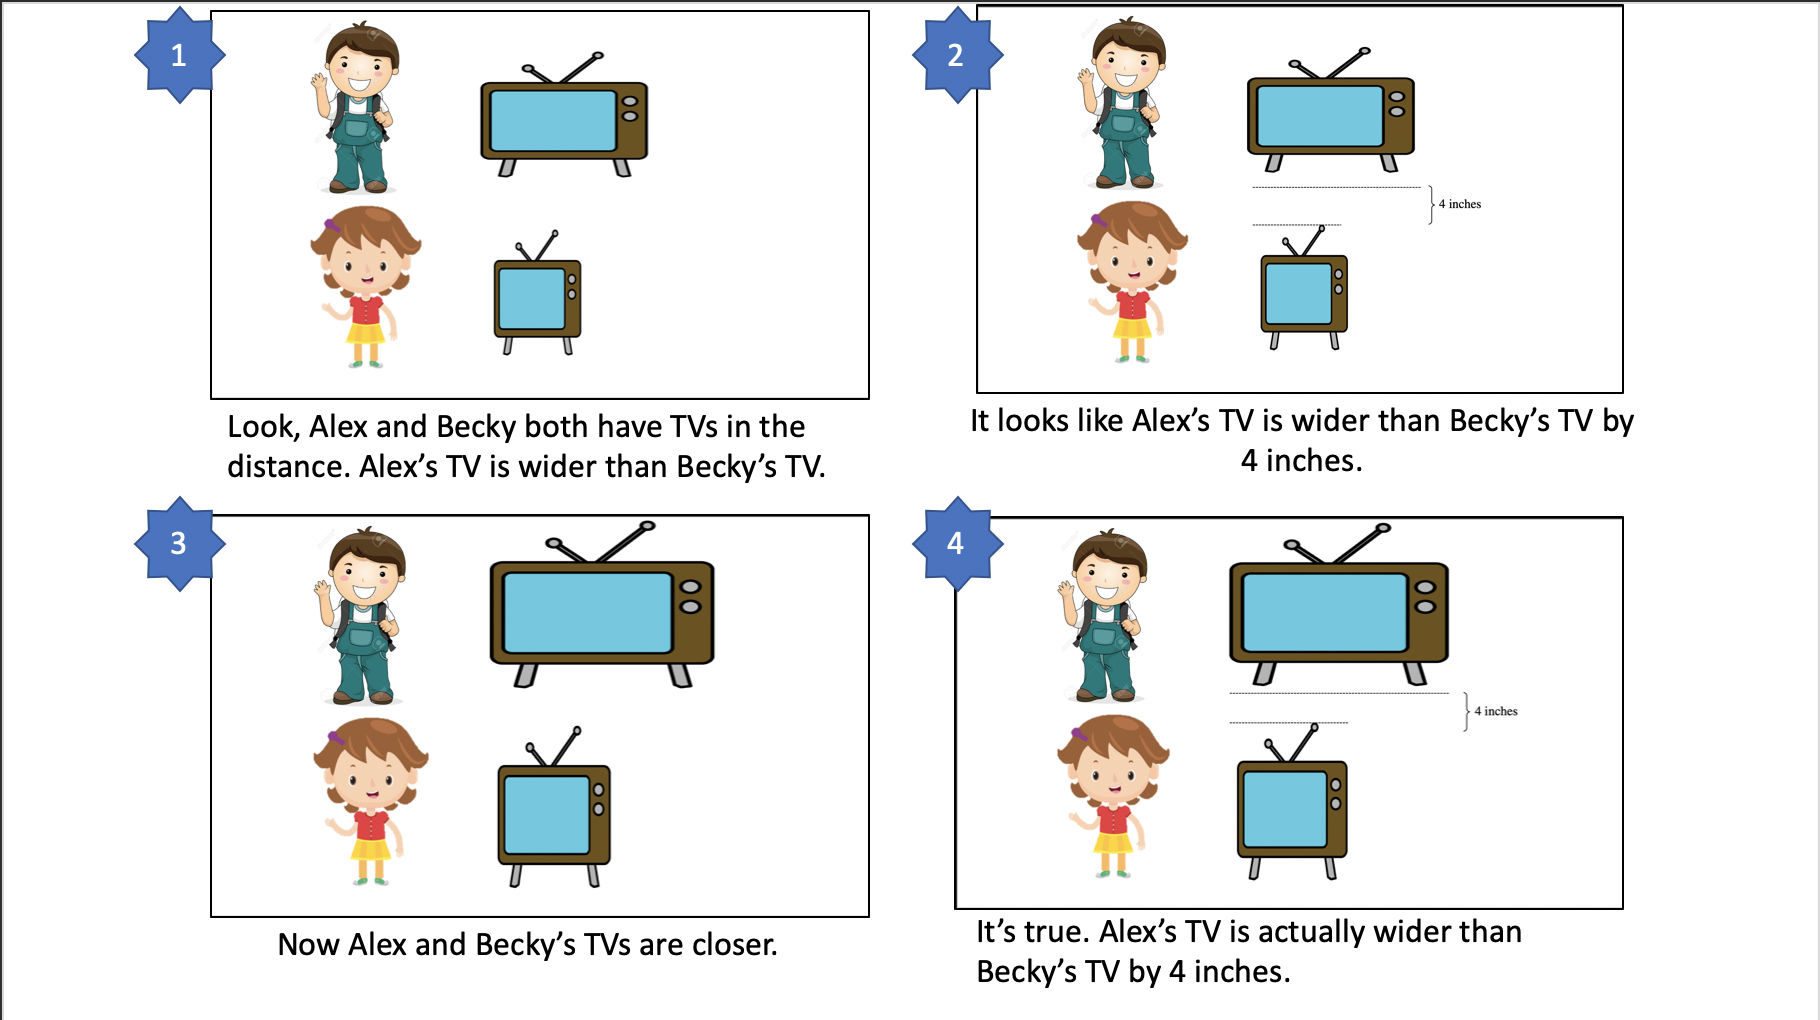 1
Look, Alex and Becky both have TVs in the
distance. Alex’s TV is wider than Becky’s TV.
2
4 inches
It looks like Alex’s TV is wider than Becky’s TV by
4 inches.
3
Now Alex and Becky’s TVs are closer.
4
4 inches
It’s true. Alex’s TV is actually wider than
Becky’s TV by 4 inches.